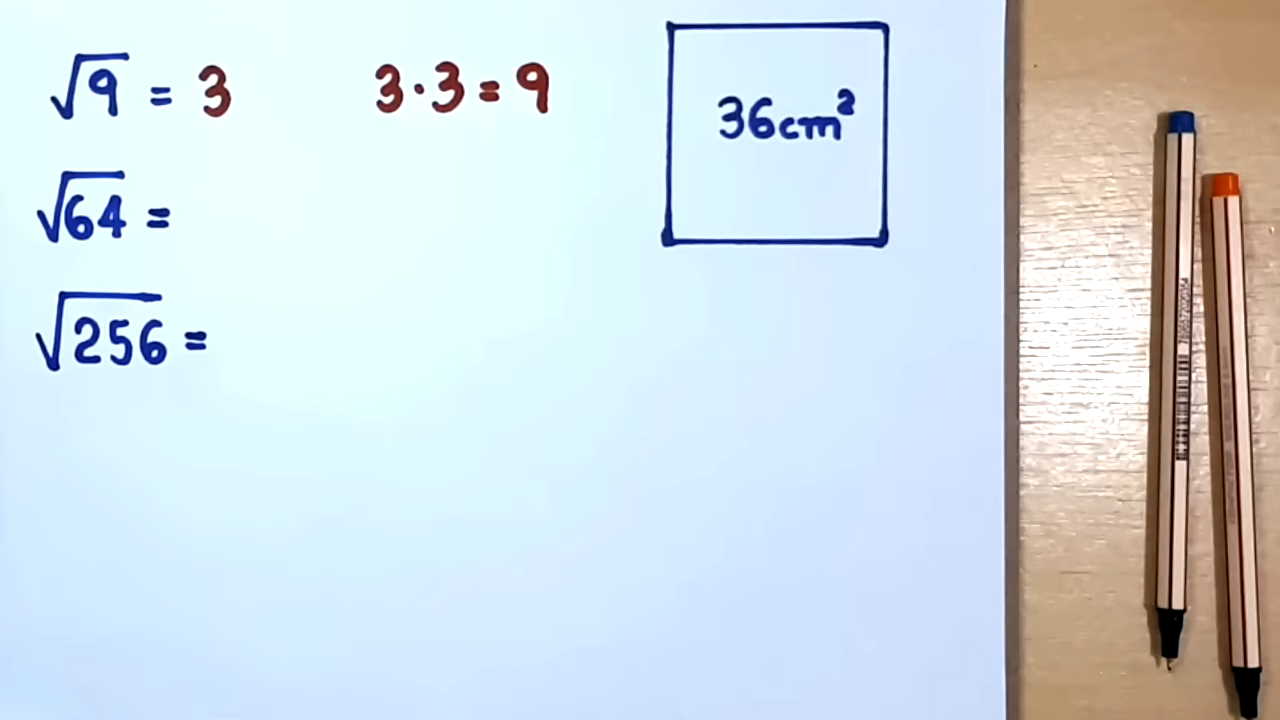 √9 = 3
3·3=9
√64 =
√256 =
36cm²